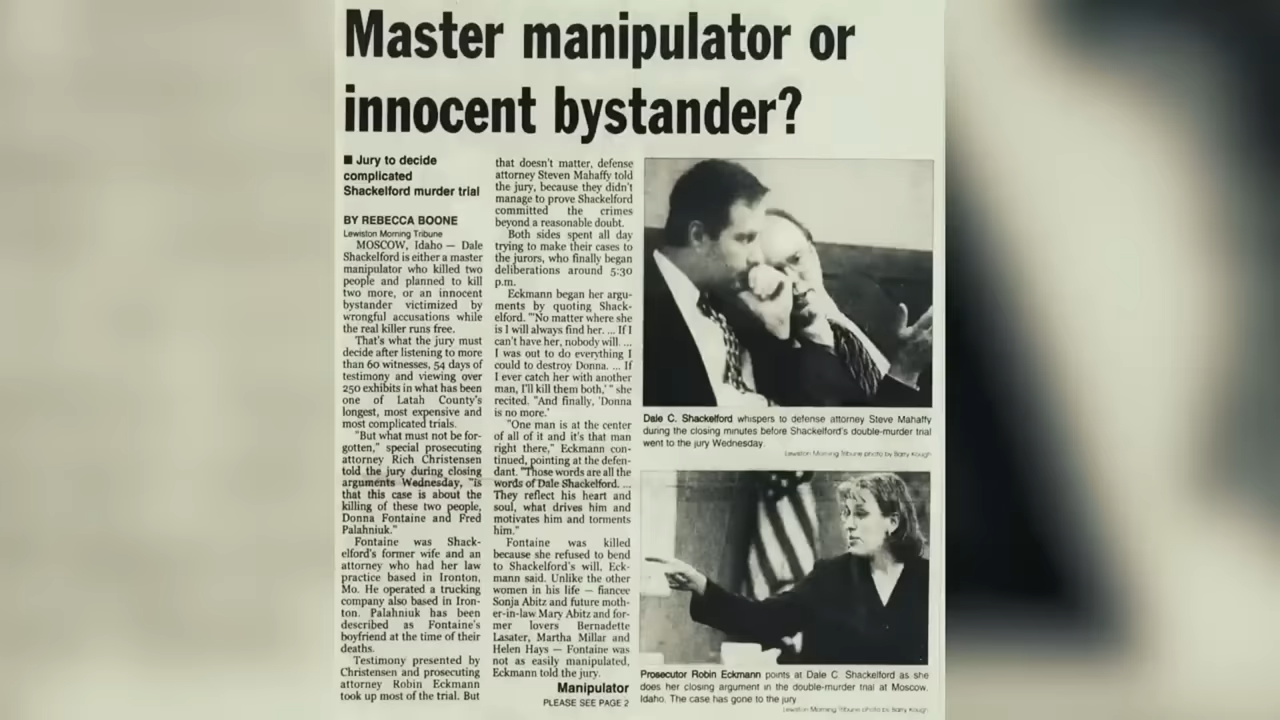 Master manipulator or
innocent bystander?
■ Jury to decide
complicated
Shackelford murder trial
BY REBECCA BOONE
Lewiston Morning Tribune
MOSCOW, Idaho — Dale
Shackelford is either a master
manipulator who killed two
people and planned to kill
two more, or an innocent
bystander victimized by
wrongful accusations while
the real killer runs free.
That's what the jury must
decide after listening to more
than 60 witnesses, 54 days of
testimony and viewing over
250 exhibits in what has been
one of Latah County's
longest, most expensive and
most complicated trials.
"But what must not be for-
gotten," special prosecuting
attorney Rich Christensen
told the jury during closing
arguments Wednesday, "is
that this case is about the
killing of these two people,
Donna Fontaine and Fred
Palahniuk."
Fontaine was Shack-
elford's former wife and an
attorney who had her law
practice based in Ironton,
Mo. He operated a trucking
company also based in Iron-
ton. Palahniuk has been
described as Fontaine's
boyfriend at the time of their
deaths.
Testimony presented by
Christensen and prosecuting
attorney Robin Eckmann
took up most of the trial. But
that doesn't matter, defense
attorney Steven Mahaffy told
the jury, because they didn't
manage to prove Shackelford
committed the crimes
beyond a reasonable doubt.
Both sides spent all day
trying to make their cases to
the jurors, who finally began
deliberations around 5:30
p.m.
Eckmann began her argu-
ments by quoting Shack-
elford. "'No matter where she
is I will always find her. ... If I
can't have her, nobody will. ...
I was out to do everything I
could to destroy Donna. ... If
I ever catch her with another
man, I'll kill them both,'" she
recited. "And finally, 'Donna
is no more.'
"One man is at the center
of all of it and it's that man
right there," Eckmann con-
tinued, pointing at the defen-
dant. "Those words are all the
words of Dale Shackelford. ...
They reflect his heart and
soul, what drives him and
motivates him and torments
him."
Fontaine was killed
because she refused to bend
to Shackelford's will, Eck-
mann said. Unlike the other
women in his life — fiancee
Sonja Abitz and future moth-
er-in-law Mary Abitz and for-
mer lovers Bernadette
Lasater, Martha Millar and
Helen Hays — Fontaine was
not as easily manipulated,
Eckmann told the jury.
Manipulator
PLEASE SEE PAGE 2
Dale C. Shackelford whispers to defense attorney Steve Mahaffy
during the closing minutes before Shackelford's double-murder trial
went to the jury Wednesday.
Lewiston Morning Tribune photo by Barry Kough
Prosecutor Robin Eckmann points at Dale C. Shackelford as she
does her closing argument in the double-murder trial at Moscow,
Idaho. The case has gone to the jury
Lewiston Morning Tribune photo by Barry Kough